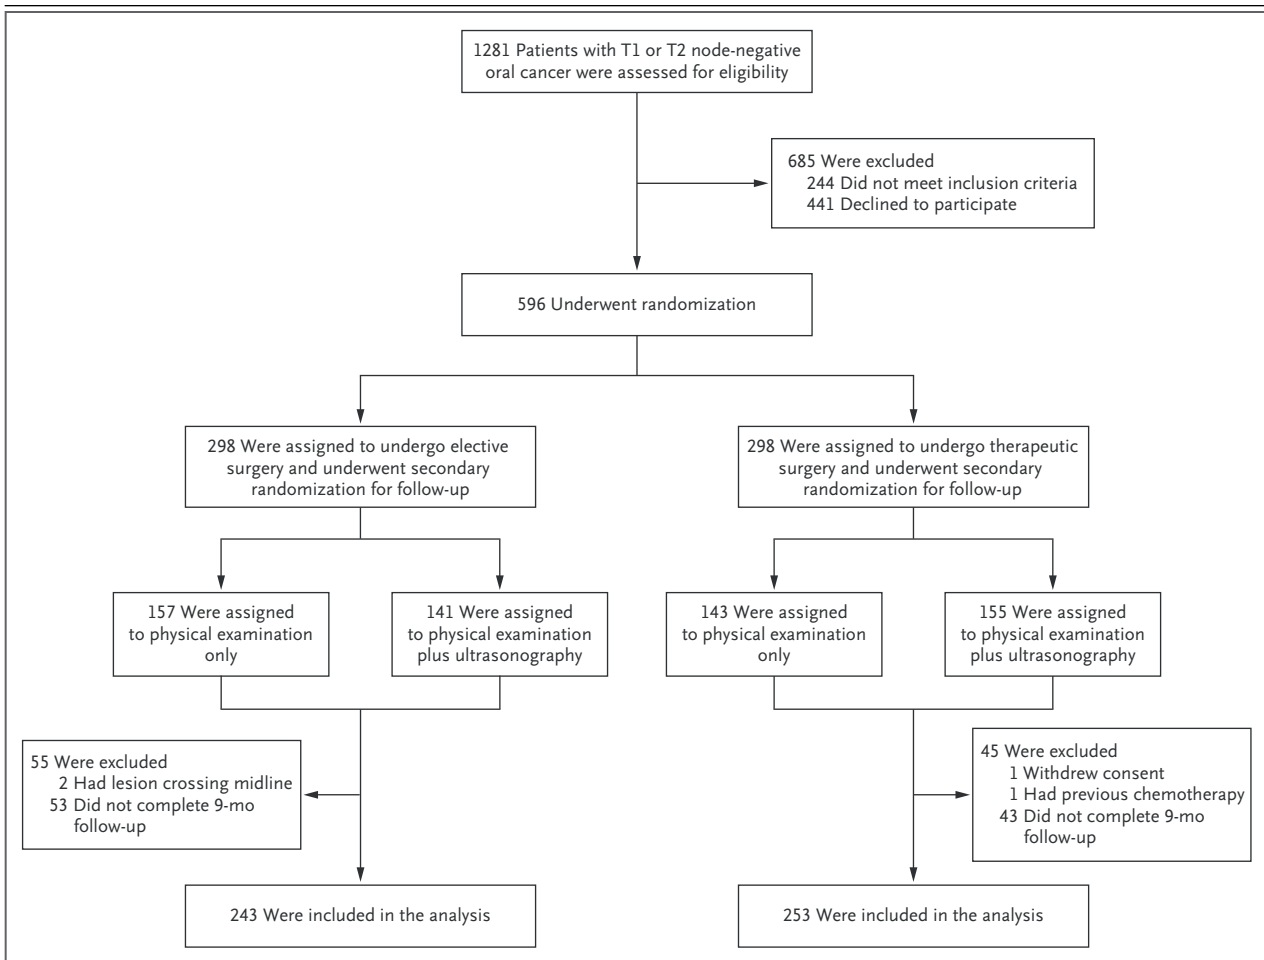 1281 Patients with T1 or T2 node-negative
oral cancer were assessed for eligibility
685 Were excluded
244 Did not meet inclusion criteria
441 Declined to participate
596 Underwent randomization
298 Were assigned to undergo elective
surgery and underwent secondary
randomization for follow-up
298 Were assigned to undergo therapeutic
surgery and underwent secondary
randomization for follow-up
157 Were assigned
to physical examination
only
141 Were assigned
to physical examination
plus ultrasonography
143 Were assigned
to physical examination
only
155 Were assigned
to physical examination
plus ultrasonography
55 Were excluded
2 Had lesion crossing midline
53 Did not complete 9-mo
follow-up
45 Were excluded
1 Withdrew consent
1 Had previous chemotherapy
43 Did not complete 9-mo
follow-up
243 Were included in the analysis
253 Were included in the analysis